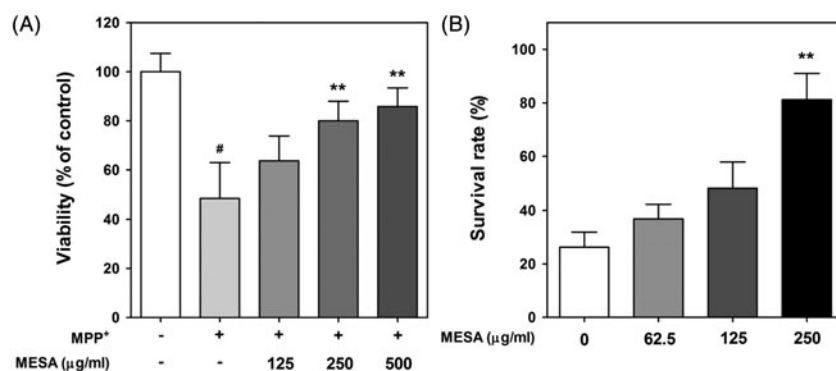 (A)
120
100
80
60
40
20
0
Viability (% of control)
#
**
**
MPP⁺ - + + + +
MESA (μg/ml) - - 125 250 500
(B)
100
80
60
40
20
0
Survival rate (%)
**
MESA (μg/ml) 0 62.5 125 250